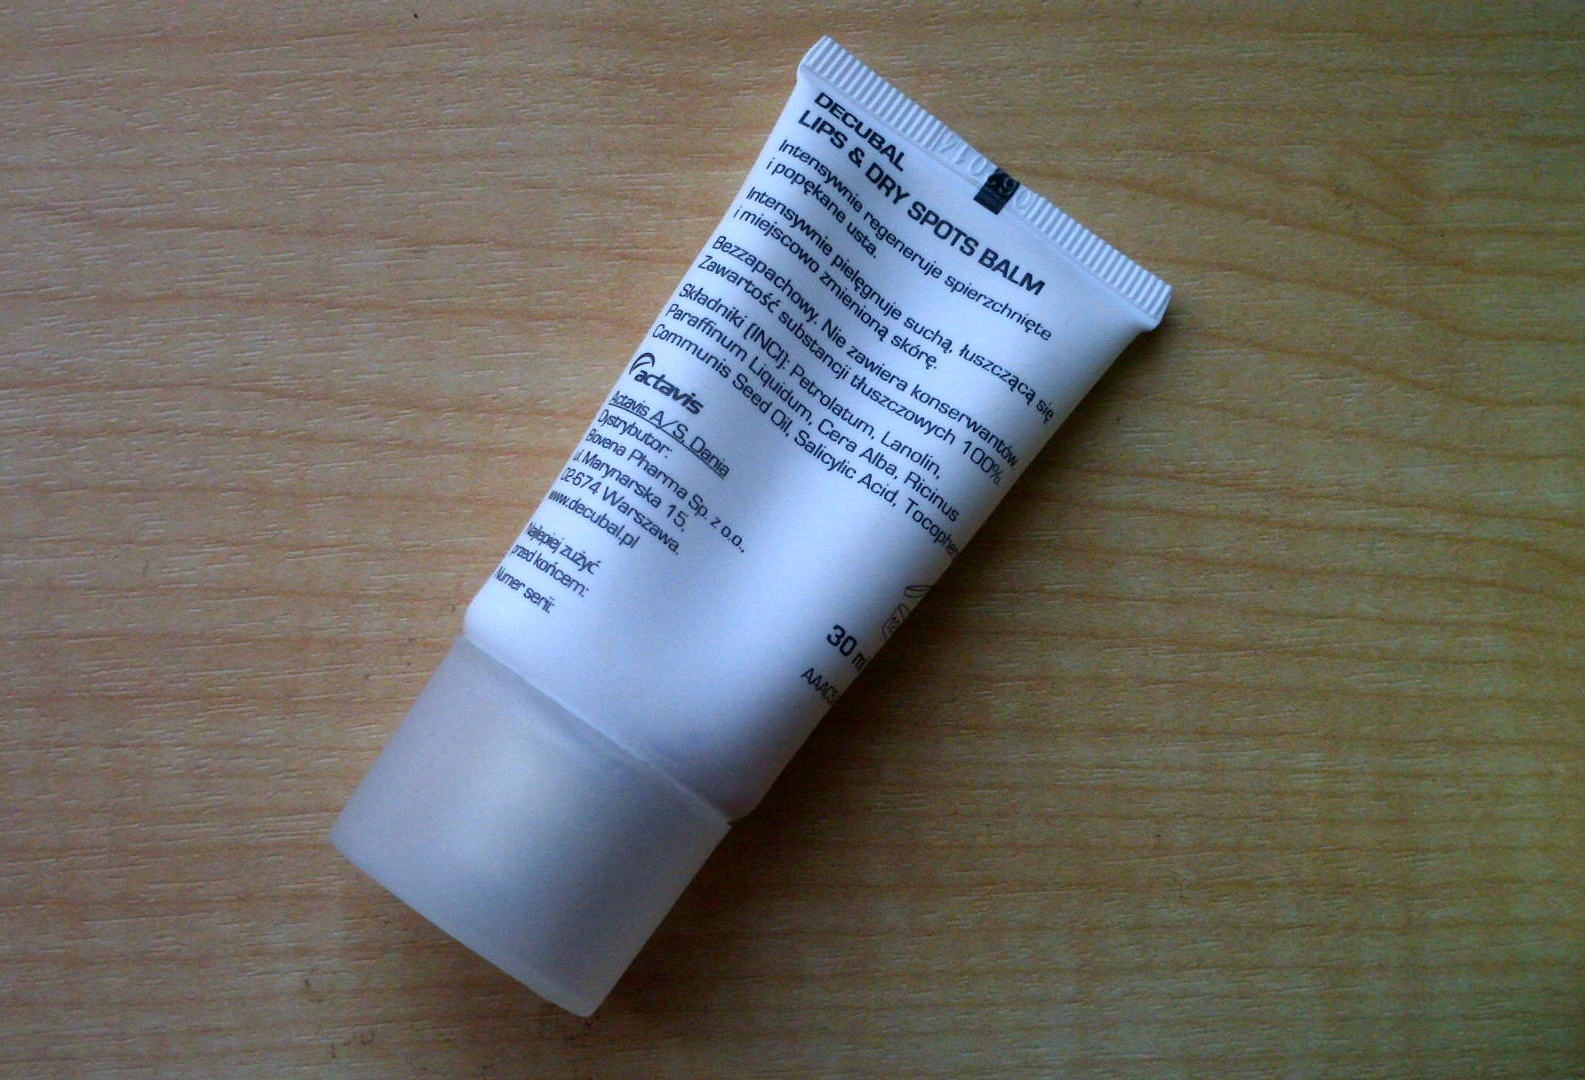 DECUBAL
LIPS & DRY SPOTS BALM
Intensywnie regeneruje spierzchnięte
i popękane usta.
Intensywnie pielęgnuje suchą, łuszczącą się
i miejscowo zmienioną skórę.
Bezzapachowy. Nie zawiera konserwantów.
Zawartość substancji tłuszczowych 100%.
Składniki (INCI): Petrolatum, Lanolin,
Paraffinum Liquidum, Cera Alba, Ricinus
Communis Seed Oil, Salicylic Acid,
actavis
Actavis A/S, Dania
Dystrybutor:
Biovena Pharma Sp. z o.o.,
ul. Marynarska 15,
02-674 Warszawa.
www.decubal.pl
Najlepiej zużyć
przed końcem:
Numer serii:
30 ml